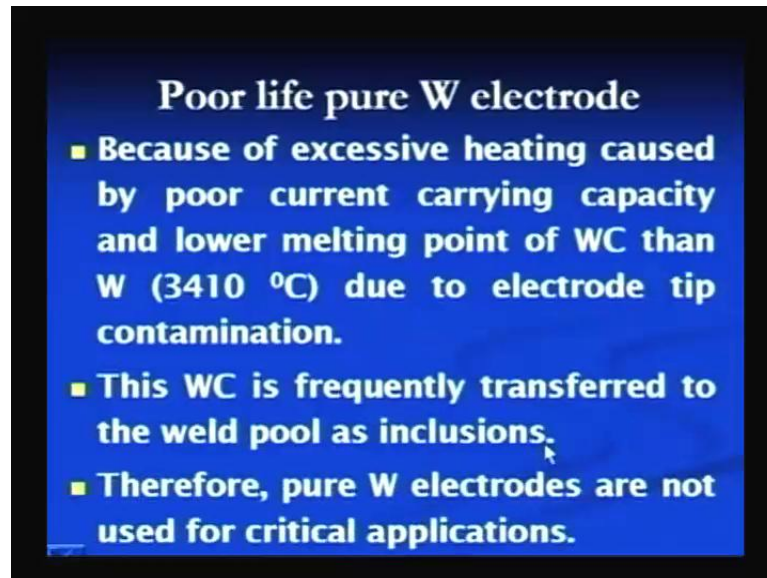 Poor life pure W electrode
▪ Because of excessive heating caused
by poor current carrying capacity
and lower melting point of WC than
W (3410 ⁰C) due to electrode tip
contamination.
▪ This WC is frequently transferred to
the weld pool as inclusions.
▪ Therefore, pure W electrodes are not
used for critical applications.